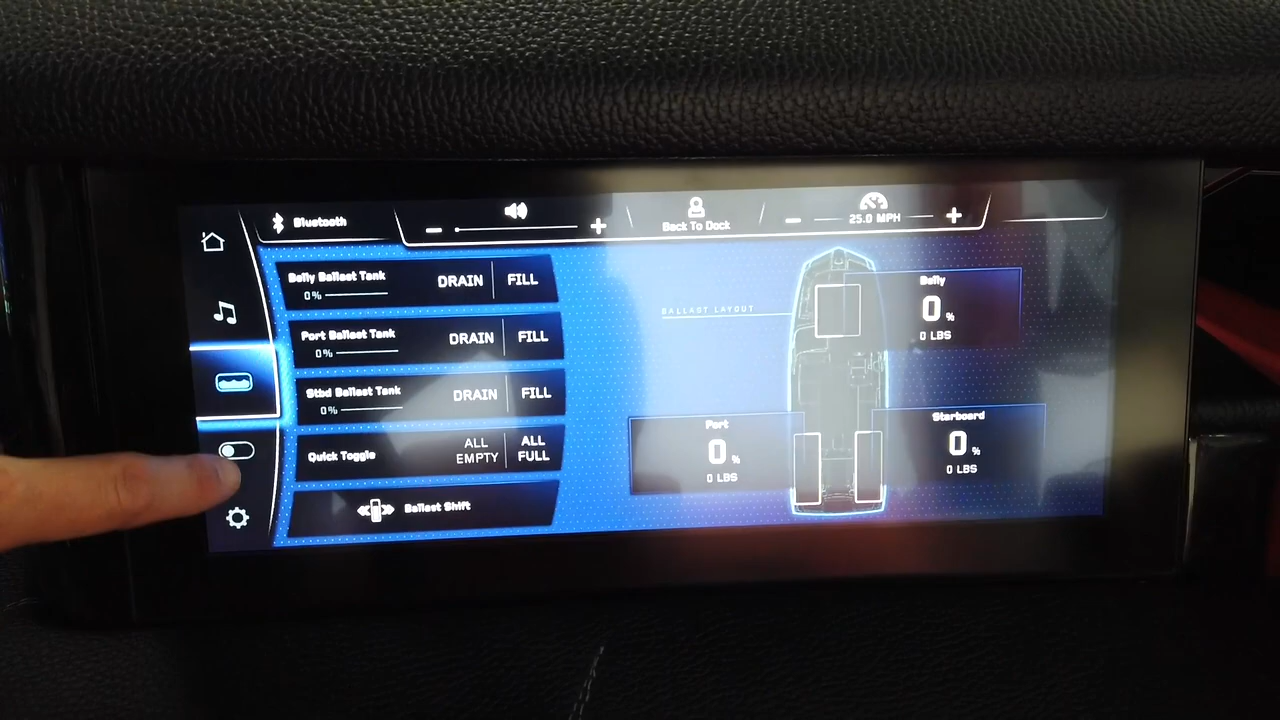 Bluetooth
Back To Dock
25.0 MPH
Belly Ballast Tank
0%
DRAIN
FILL
Port Ballast Tank
0%
DRAIN
FILL
Stbd Ballast Tank
0%
DRAIN
FILL
Quick Toggle
ALL
EMPTY
ALL
FULL
Ballast Shift
BALLAST LAYOUT
Belly
0 %
0 LBS
Port
0 %
0 LBS
Starboard
0 %
0 LBS